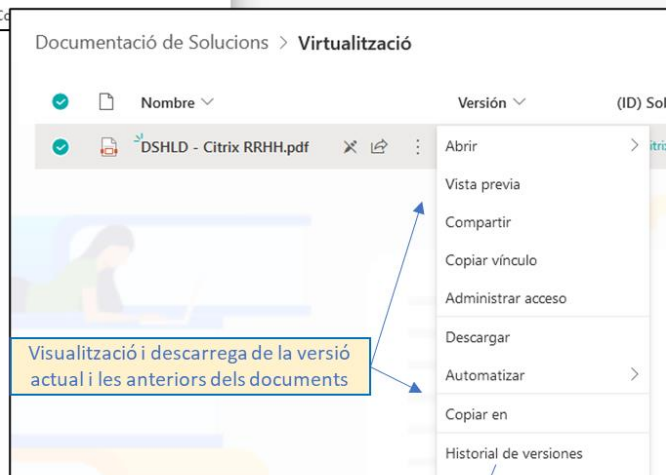 Documentació de Solucions > Virtualització
Nombre Versión (ID) Sol
DSHLD - Citrix RRHH.pdf
Abrir
Vista previa
Compartir
Copiar vínculo
Administrar acceso
Descargar
Automatizar
Copiar en
Historial de versiones
Visualització i descarrega de la versió
actual i les anteriors dels documents